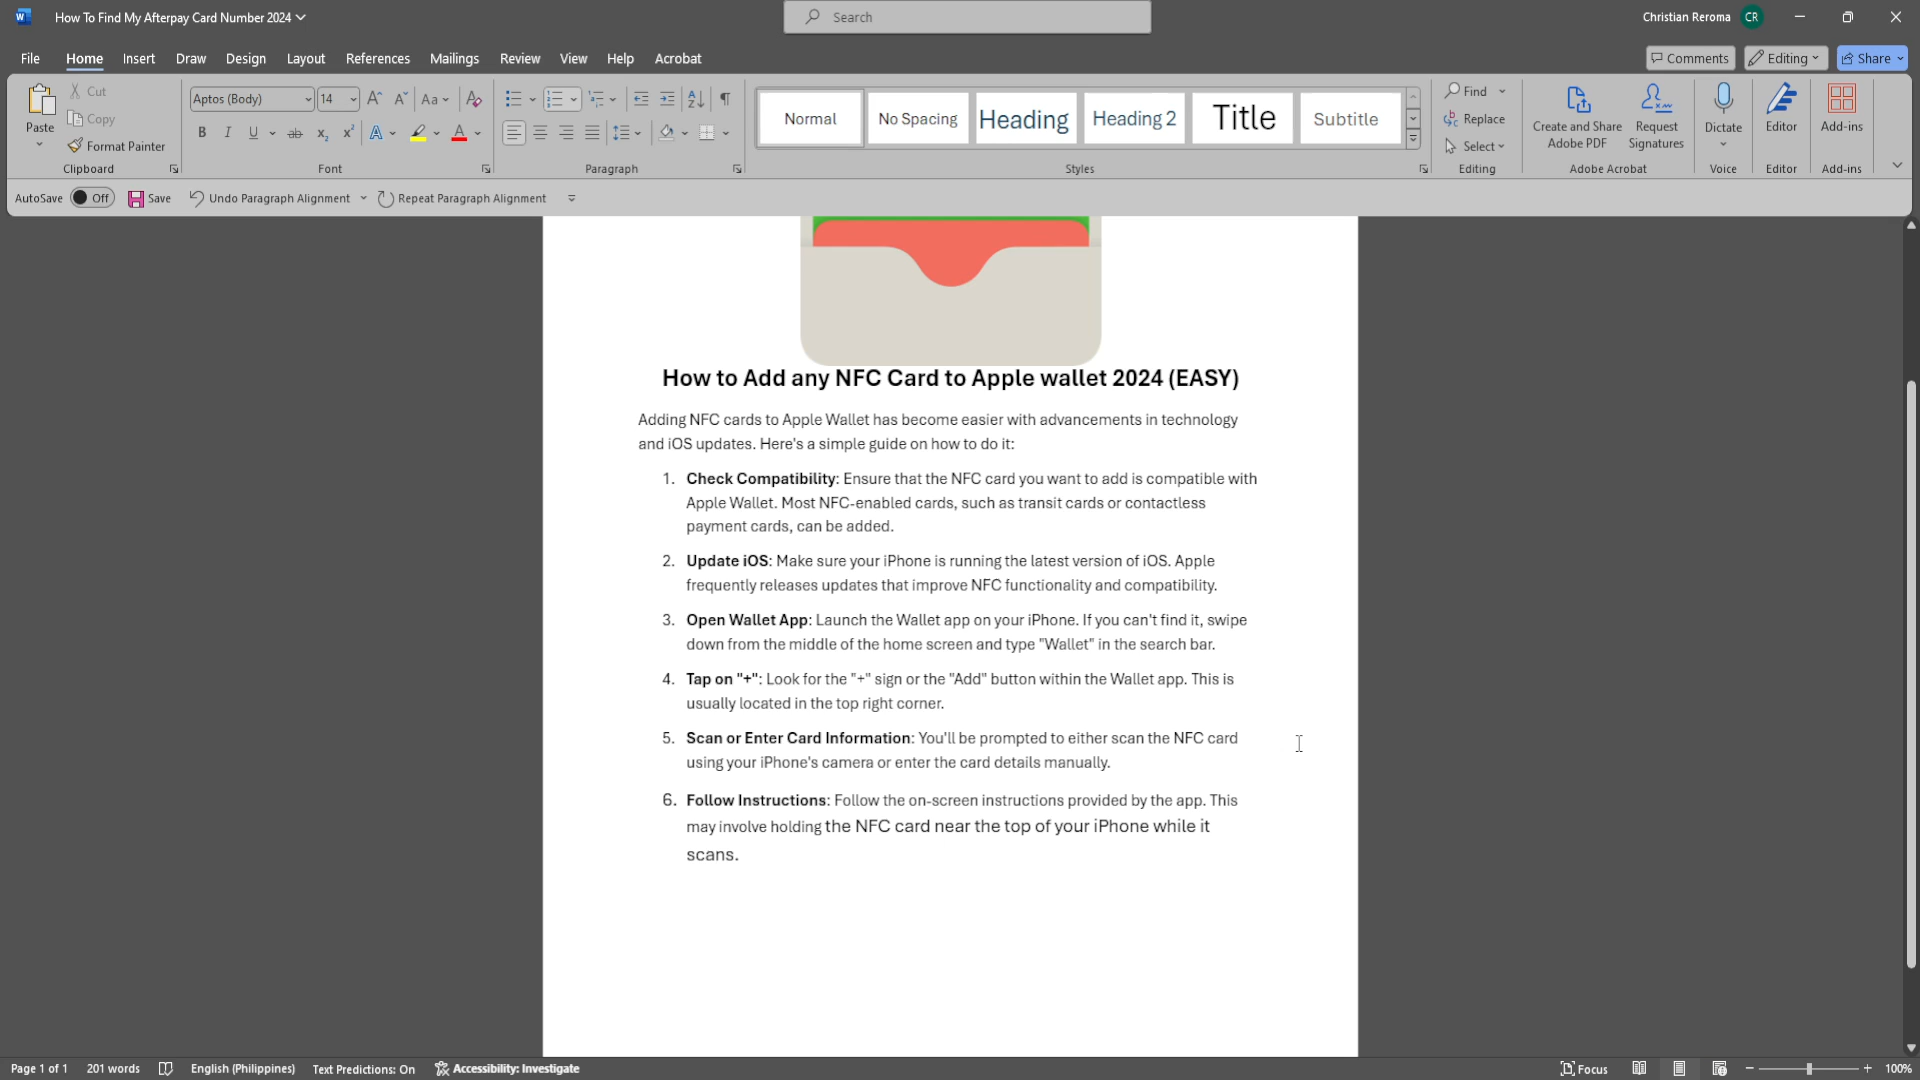 How To Find My Afterpay Card Number 2024
Search
Christian Reroma
CR
File Home Insert Draw Design Layout References Mailings Review View Help Acrobat
Comments
Editing
Share
Paste
Cut
Copy
Format Painter
Clipboard
Aptos (Body)
14
Font
Paragraph
Normal
No Spacing
Heading
Heading 2
Title
Subtitle
Styles
Find
Replace
Select
Editing
Create and Share
Adobe PDF
Request
Signatures
Adobe Acrobat
Dictate
Voice
Editor
Editor
Add-ins
Add-ins
AutoSave
Off
Save
Undo Paragraph Alignment
Repeat Paragraph Alignment
How to Add any NFC Card to Apple wallet 2024 (EASY)
Adding NFC cards to Apple Wallet has become easier with advancements in technology
and iOS updates. Here's a simple guide on how to do it:
1. Check Compatibility: Ensure that the NFC card you want to add is compatible with
Apple Wallet. Most NFC-enabled cards, such as transit cards or contactless
payment cards, can be added.
2. Update iOS: Make sure your iPhone is running the latest version of iOS. Apple
frequently releases updates that improve NFC functionality and compatibility.
3. Open Wallet App: Launch the Wallet app on your iPhone. If you can't find it, swipe
down from the middle of the home screen and type "Wallet" in the search bar.
4. Tap on "+": Look for the "+" sign or the "Add" button within the Wallet app. This is
usually located in the top right corner.
5. Scan or Enter Card Information: You'll be prompted to either scan the NFC card
using your iPhone's camera or enter the card details manually.
6. Follow Instructions: Follow the on-screen instructions provided by the app. This
may involve holding the NFC card near the top of your iPhone while it
scans.
Page 1 of 1
201 words
English (Philippines)
Text Predictions: On
Accessibility: Investigate
Focus
100%